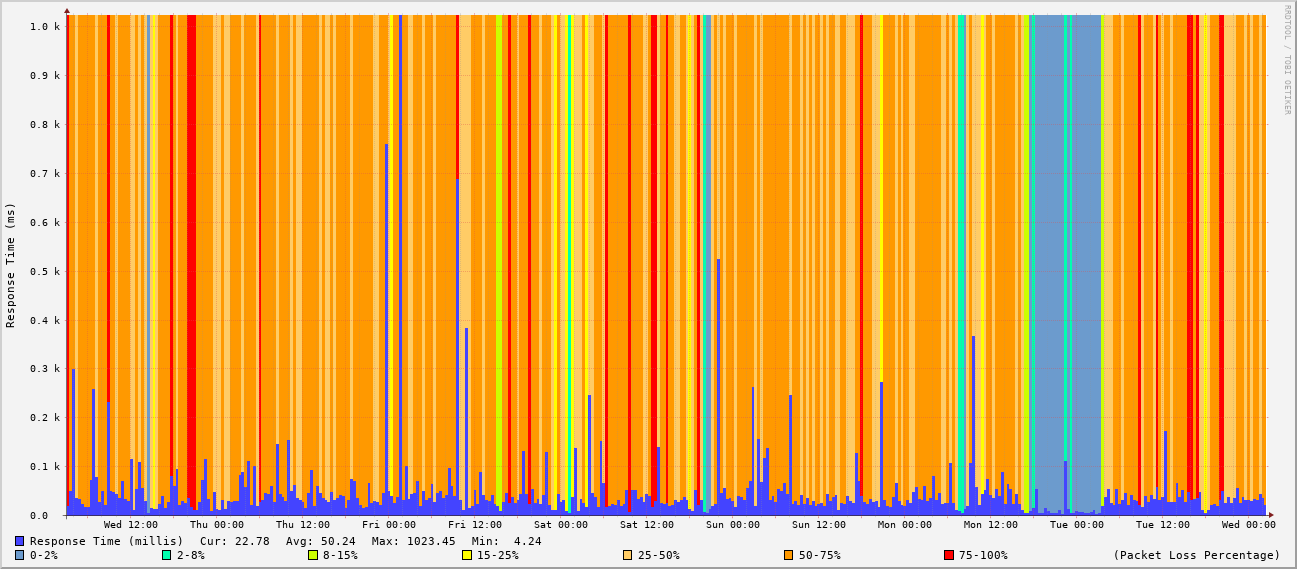 RRDTOOL / TOBI OETIKER
Response Time (ms)
1.0 k
0.9 k
0.8 k
0.7 k
0.6 k
0.5 k
0.4 k
0.3 k
0.2 k
0.1 k
0.0
Wed 12:00 Thu 00:00 Thu 12:00 Fri 00:00 Fri 12:00 Sat 00:00 Sat 12:00 Sun 00:00 Sun 12:00 Mon 00:00 Mon 12:00 Tue 00:00 Tue 12:00 Wed 00:00
Response Time (millis) Cur: 22.78 Avg: 50.24 Max: 1023.45 Min: 4.24
0-2% 2-8% 8-15% 15-25% 25-50% 50-75% 75-100% (Packet Loss Percentage)